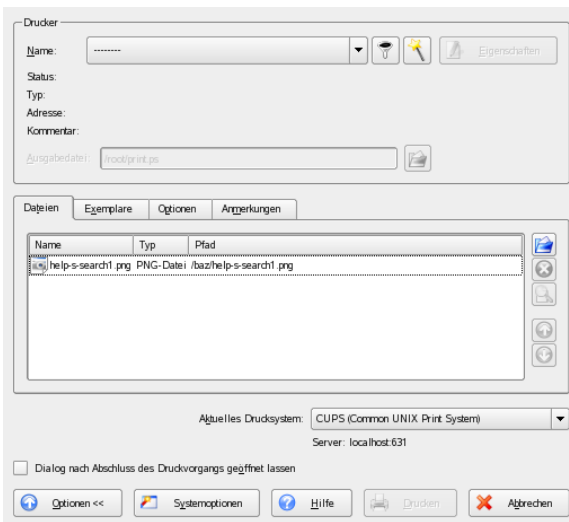 Drucker
Name: --------
Eigenschaften
Status:
Typ:
Adresse:
Kommentar:
Ausgabedatei: /root/print.ps
Dateien Exemplare Optionen Anmerkungen
Name Typ Pfad
help-s-search1.png PNG-Datei /baz/help-s-search1.png
Aktuelles Drucksystem: CUPS (Common UNIX Print System)
Server: localhost:631
Dialog nach Abschluss des Druckvorgangs geöffnet lassen
Optionen << Systemoptionen Hilfe Drucken Abbrechen